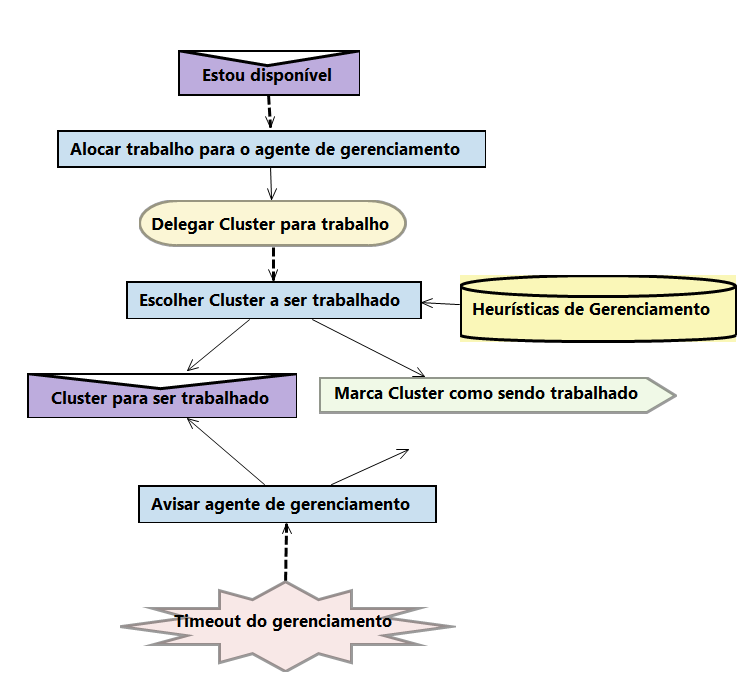 Estou disponível
Alocar trabalho para o agente de gerenciamento
Delegar Cluster para trabalho
Escolher Cluster a ser trabalhado
Heurísticas de Gerenciamento
Cluster para ser trabalhado
Marca Cluster como sendo trabalhado
Avisar agente de gerenciamento
Timeout do gerenciamento